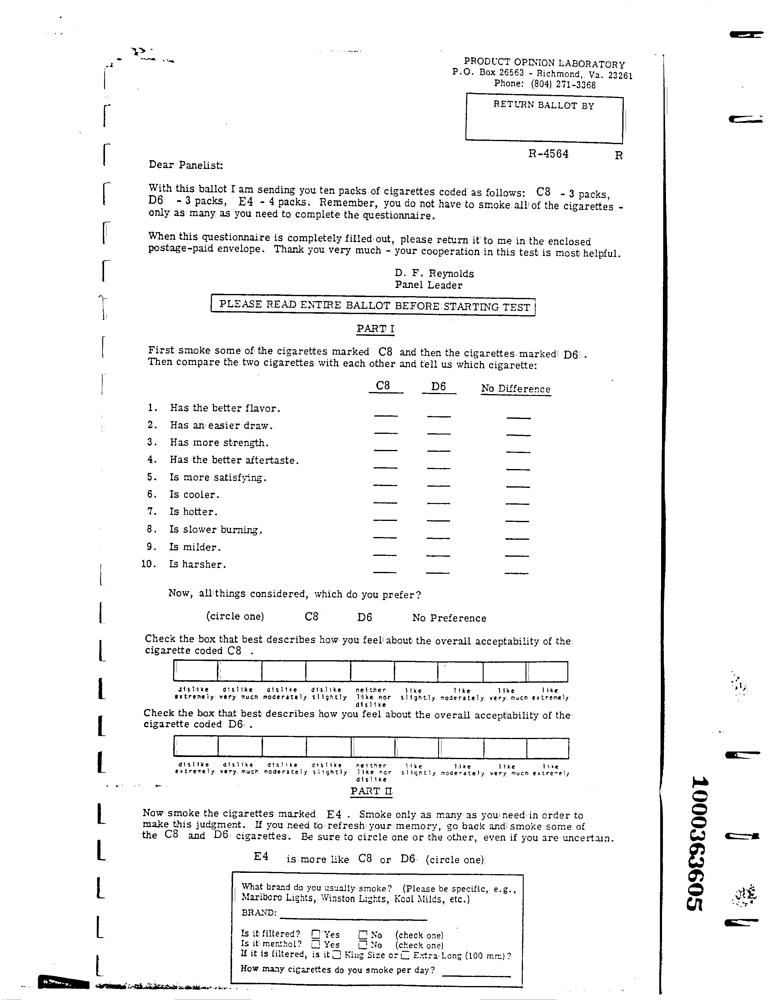 PRODUCT OPINION LABORATORY
P.O. Box 26563 - Richmond, Va. 23261
Phone: (804) 271-3368
RETURN BALLOT BY
R-4564 R
Dear Panelist:
With this ballot I am sending you ten packs of cigarettes coded as follows: C8 - 3 packs,
D6 - 3 packs, E4 - 4 packs. Remember, you do not have to smoke all of the cigarettes -
only as many as you need to complete the questionnaire.
When this questionnaire is completely filled out, please return it to me in the enclosed
postage-paid envelope. Thank you very much - your cooperation in this test is most helpful.
D. F. Reynolds
Panel Leader
PLEASE READ ENTIRE BALLOT BEFORE STARTING TEST
PART I
First smoke some of the cigarettes marked C8 and then the cigarettes marked D6 .
Then compare the two cigarettes with each other and tell us which cigarette:
C8 D6 No Difference
1. Has the better flavor.
2. Has an easier draw.
3. Has more strength.
4. Has the better aftertaste.
5. Is more satisfying.
6. Is cooler.
7. Is hotter.
8. Is slower burning.
9. Is milder.
10. Is harsher.
Now, all things considered, which do you prefer?
(circle one) C8 D6 No Preference
Check the box that best describes how you feel about the overall acceptability of the
cigarette coded C8 .
dislike dislike dislike dislike neither like like like like
extremely very much moderately slightly like nor slightly moderately very much extremely
dislike
Check the box that best describes how you feel about the overall acceptability of the
cigarette coded D6 .
dislike dislike dislike dislike neither like like like like
extremely very much moderately slightly like nor slightly moderately very much extremely
dislike
PART II
Now smoke the cigarettes marked E4 . Smoke only as many as you need in order to
make this judgment. If you need to refresh your memory, go back and smoke some of
the C8 and D6 cigarettes. Be sure to circle one or the other, even if you are uncertain.
E4 is more like C8 or D6 (circle one)
What brand do you usually smoke? (Please be specific, e.g.,
Marlboro Lights, Winston Lights, Kool Milds, etc.)
BRAND:
Is it filtered? Yes No (check one)
Is it menthol? Yes No (check one)
If it is filtered, is it King Size or Extra Long (100 mm)?
How many cigarettes do you smoke per day?
1000363605